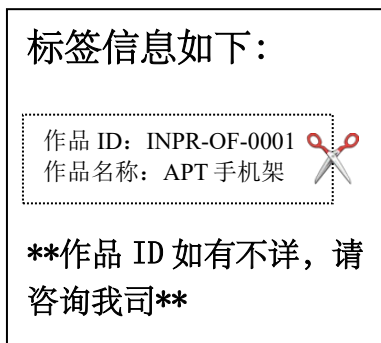 标签信息如下：
作品 ID：INPR-OF-0001
作品名称：APT 手机架
**作品 ID 如有不详，请
咨询我司**